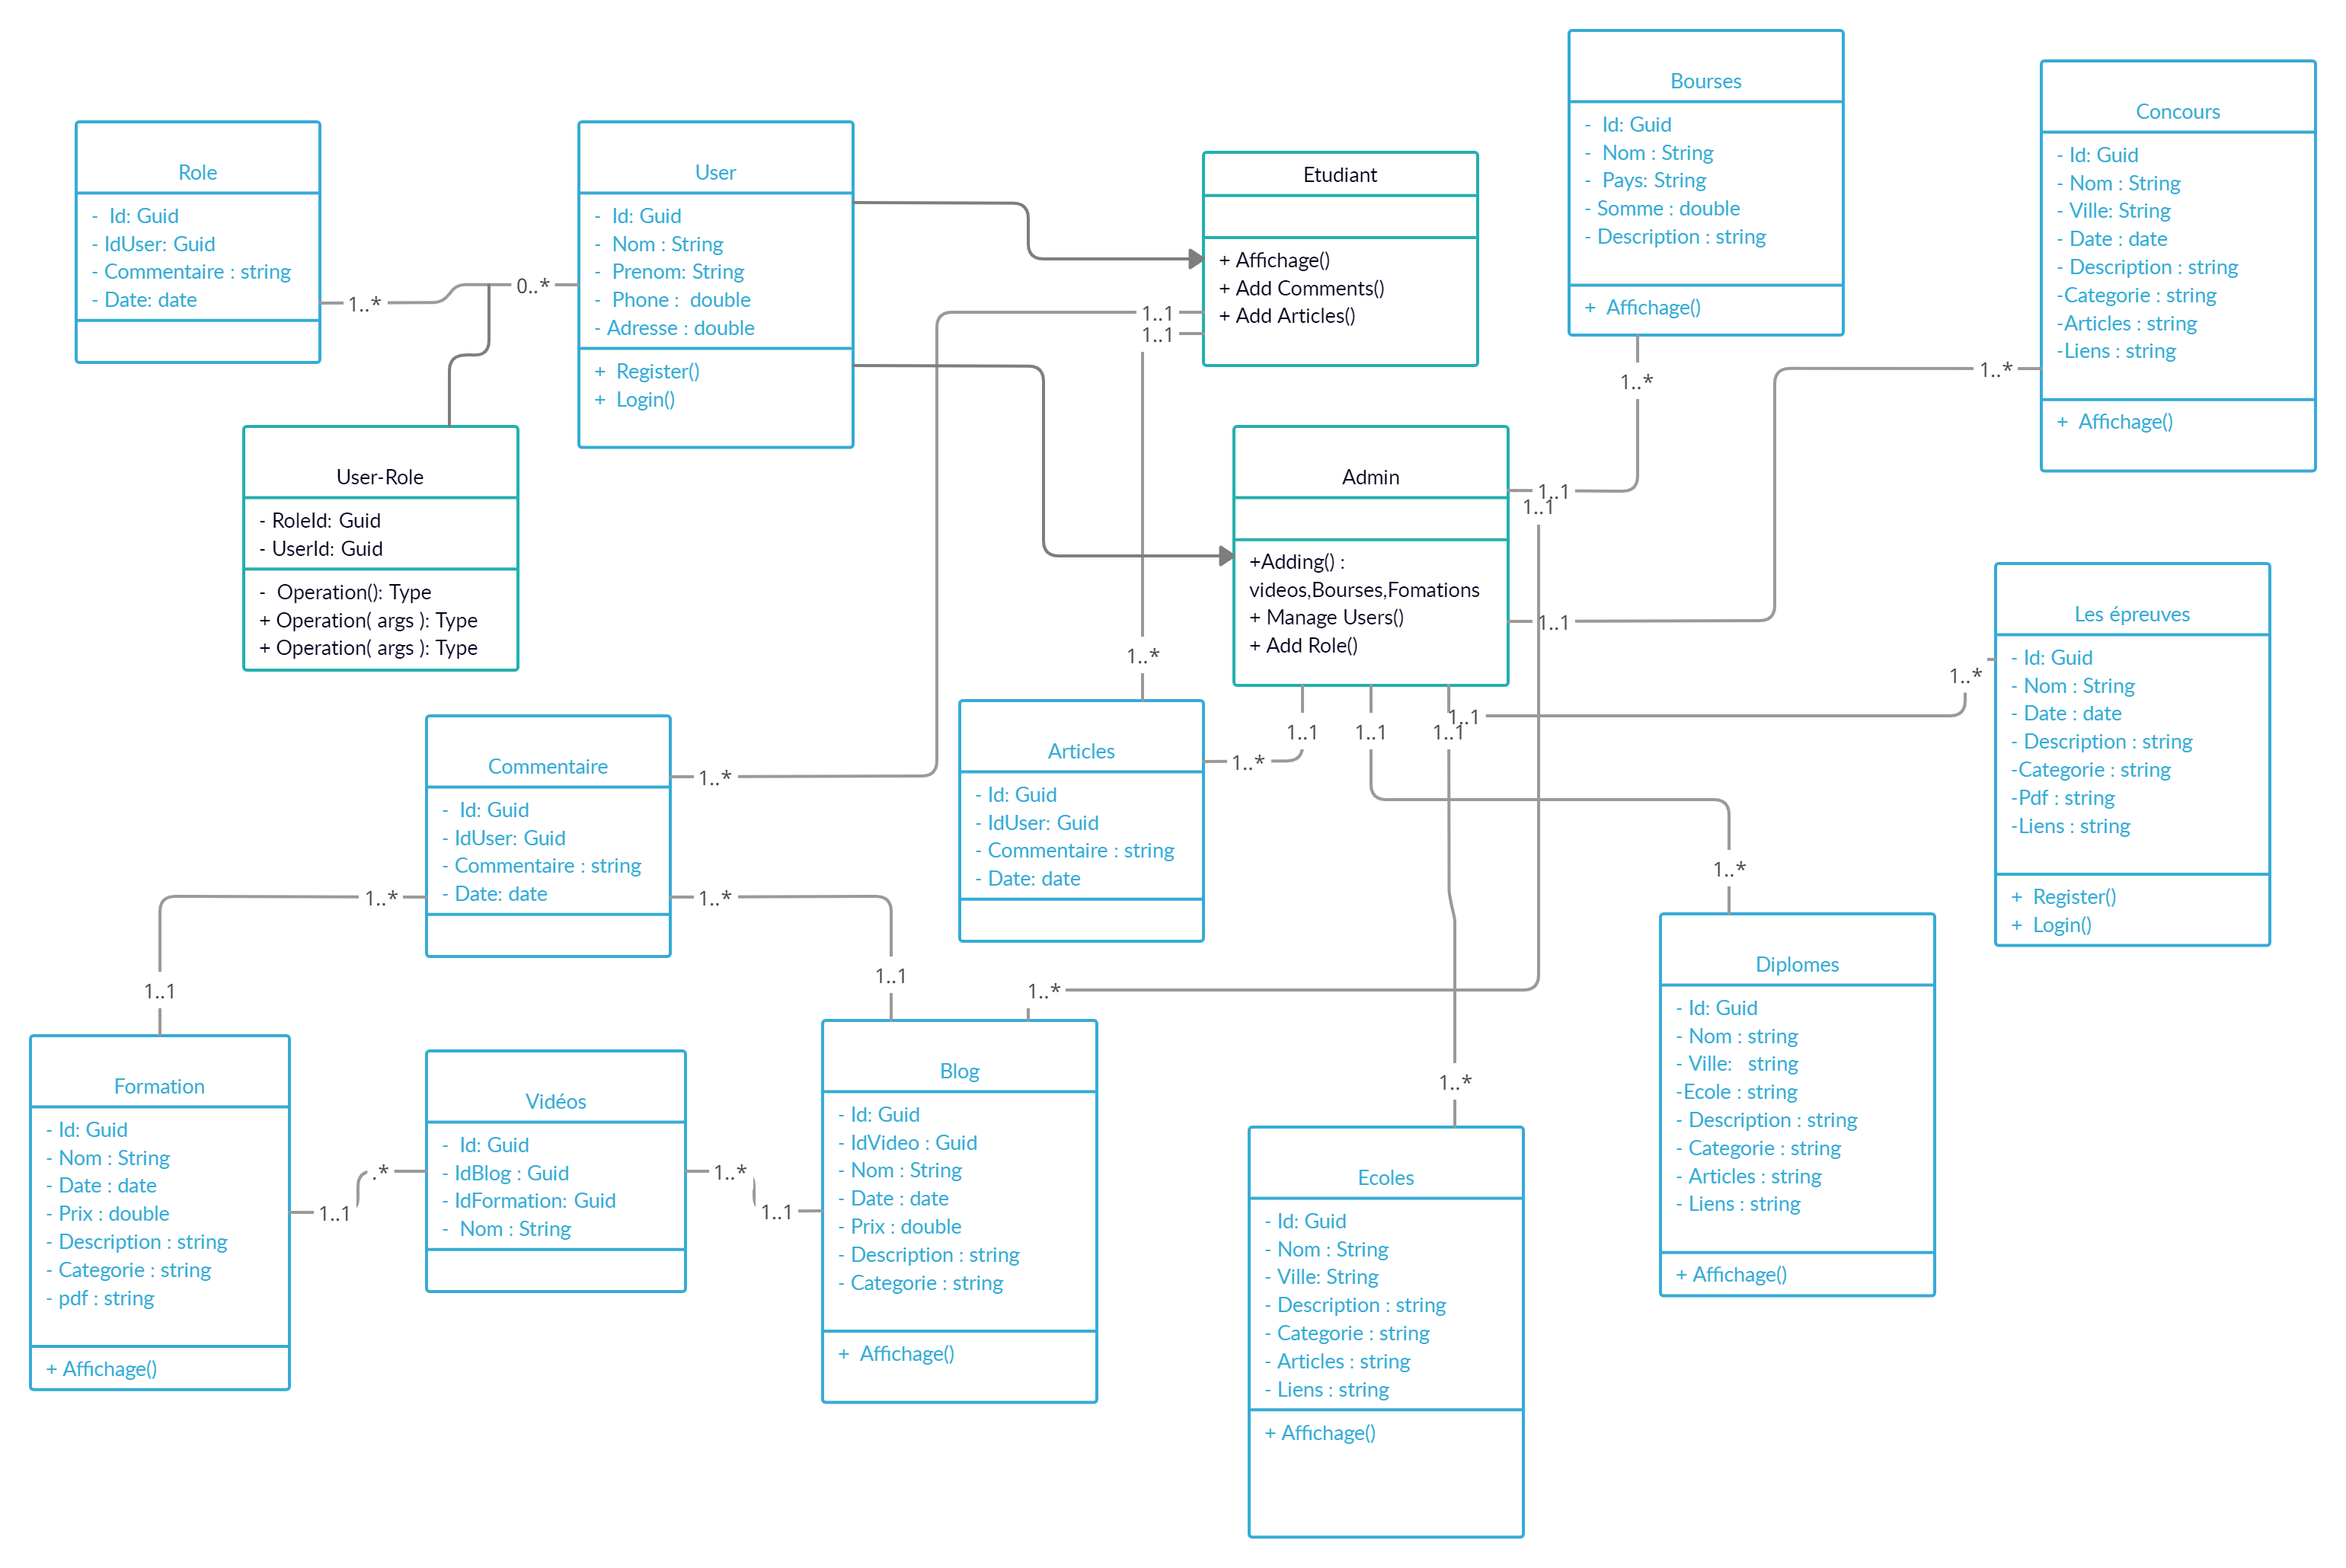 Role
- Id: Guid
- IdUser: Guid
- Commentaire : string
- Date: date
1..*
0..*
User
- Id: Guid
- Nom : String
- Prenom: String
- Phone : double
- Adresse : double
+ Register()
+ Login()
User-Role
- RoleId: Guid
- UserId: Guid
- Operation(): Type
+ Operation( args ): Type
+ Operation( args ): Type
Etudiant
+ Affichage()
+ Add Comments()
+ Add Articles()
1..1
1..1
Bourses
- Id: Guid
- Nom : String
- Pays: String
- Somme : double
- Description : string
+ Affichage()
1..*
Concours
- Id: Guid
- Nom : String
- Ville: String
- Date : date
- Description : string
-Categorie : string
-Articles : string
-Liens : string
+ Affichage()
1..*
Admin
+Adding() :
videos,Bourses,Fomations
+ Manage Users()
+ Add Role()
1..1
1..1
1..1
1..1
1..1
1..1
1..1
Les épreuves
- Id: Guid
- Nom : String
- Date : date
- Description : string
-Categorie : string
-Pdf : string
-Liens : string
+ Register()
+ Login()
1..*
1..*
Articles
- Id: Guid
- IdUser: Guid
- Commentaire : string
- Date: date
1..*
Commentaire
- Id: Guid
- IdUser: Guid
- Commentaire : string
- Date: date
1..*
1..*
1..*
1..1
1..1
1..*
Formation
- Id: Guid
- Nom : String
- Date : date
- Prix : double
- Description : string
- Categorie : string
- pdf : string
+ Affichage()
1..1
.*
Vidéos
- Id: Guid
- IdBlog : Guid
- IdFormation: Guid
- Nom : String
1..*
1..1
Blog
- Id: Guid
- IdVideo : Guid
- Nom : String
- Date : date
- Prix : double
- Description : string
- Categorie : string
+ Affichage()
1..*
Ecoles
- Id: Guid
- Nom : String
- Ville: String
- Description : string
- Categorie : string
- Articles : string
- Liens : string
+ Affichage()
1..*
Diplomes
- Id: Guid
- Nom : string
- Ville: string
-Ecole : string
- Description : string
- Categorie : string
- Articles : string
- Liens : string
+ Affichage()